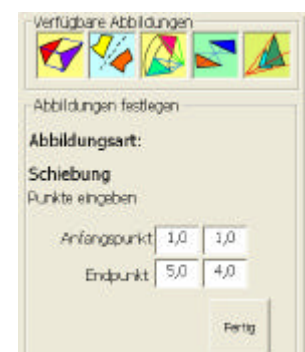 Verfügbare Abbildungen
Abbildungen festlegen
Abbildungsart:
Schiebung
Punkte eingeben
Anfangspunkt 1,0 1,0
Endpunkt 5,0 4,0
Fertig